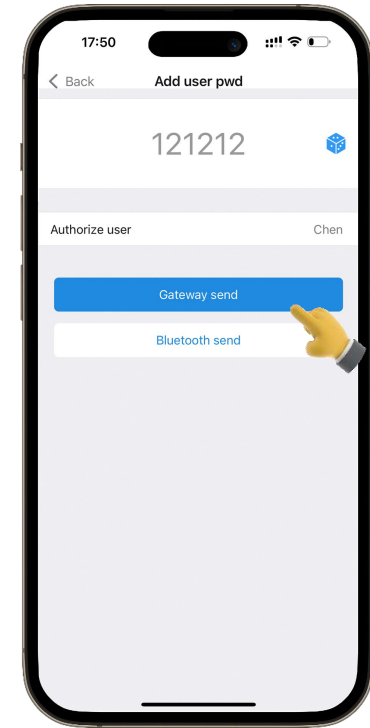 17:50
Back
Add user pwd
121212
Authorize user
Chen
Gateway send
Bluetooth send